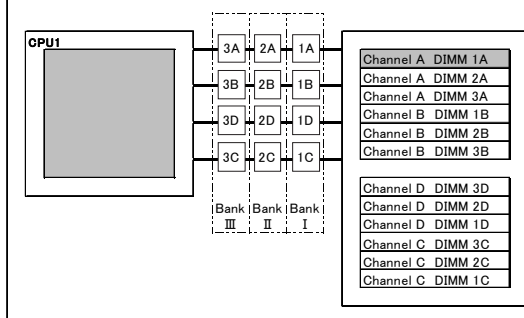 CPU1
3A 2A 1A
3B 2B 1B
3D 2D 1D
3C 2C 1C
Bank Bank Bank
Ⅲ Ⅱ Ⅰ
Channel A DIMM 1A
Channel A DIMM 2A
Channel A DIMM 3A
Channel B DIMM 1B
Channel B DIMM 2B
Channel B DIMM 3B
Channel D DIMM 3D
Channel D DIMM 2D
Channel D DIMM 1D
Channel C DIMM 3C
Channel C DIMM 2C
Channel C DIMM 1C